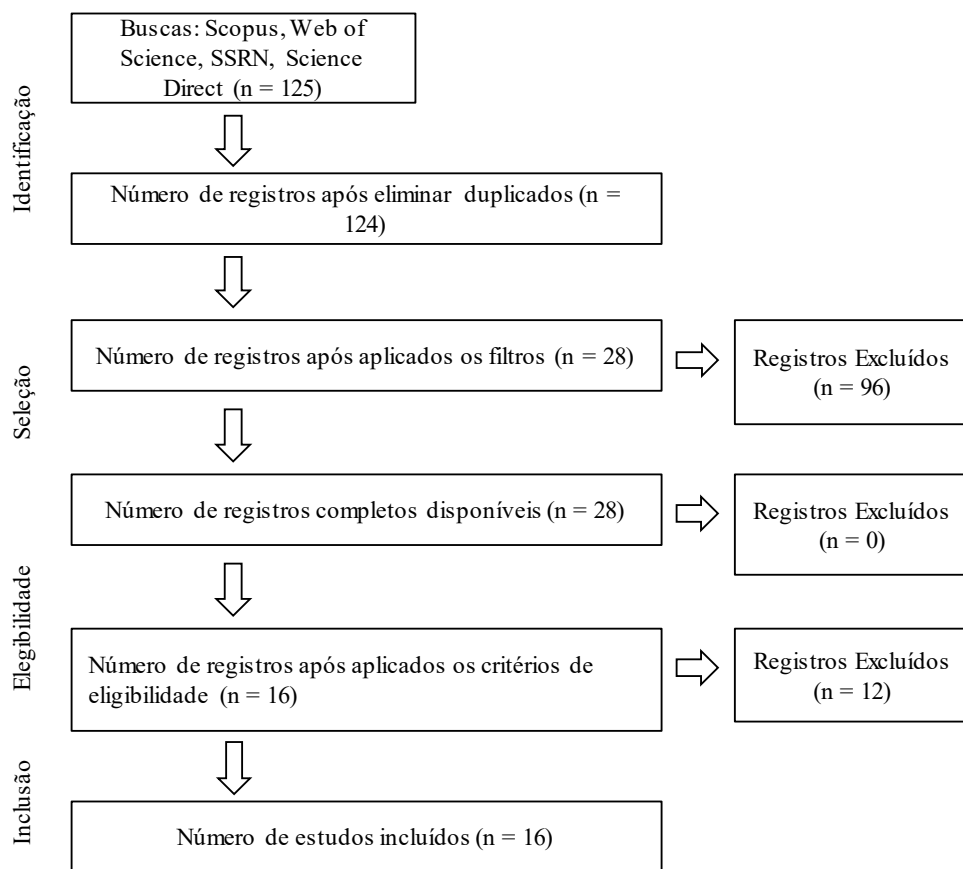 Identificação
Buscas: Scopus, Web of
Science, SSRN, Science
Direct (n = 125)
Número de registros após eliminar duplicados (n =
124)
Seleção
Número de registros após aplicados os filtros (n = 28)
Registros Excluídos
(n = 96)
Número de registros completos disponíveis (n = 28)
Registros Excluídos
(n = 0)
Elegibilidade
Número de registros após aplicados os critérios de
eligibilidade (n = 16)
Registros Excluídos
(n = 12)
Inclusão
Número de estudos incluídos (n = 16)